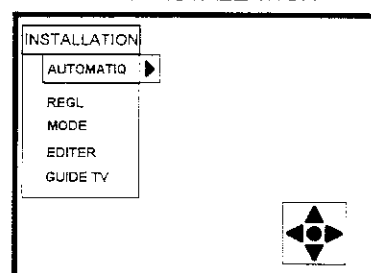 INSTALLATION
AUTOMATIQ
REGL
MODE
EDITER
GUIDE TV